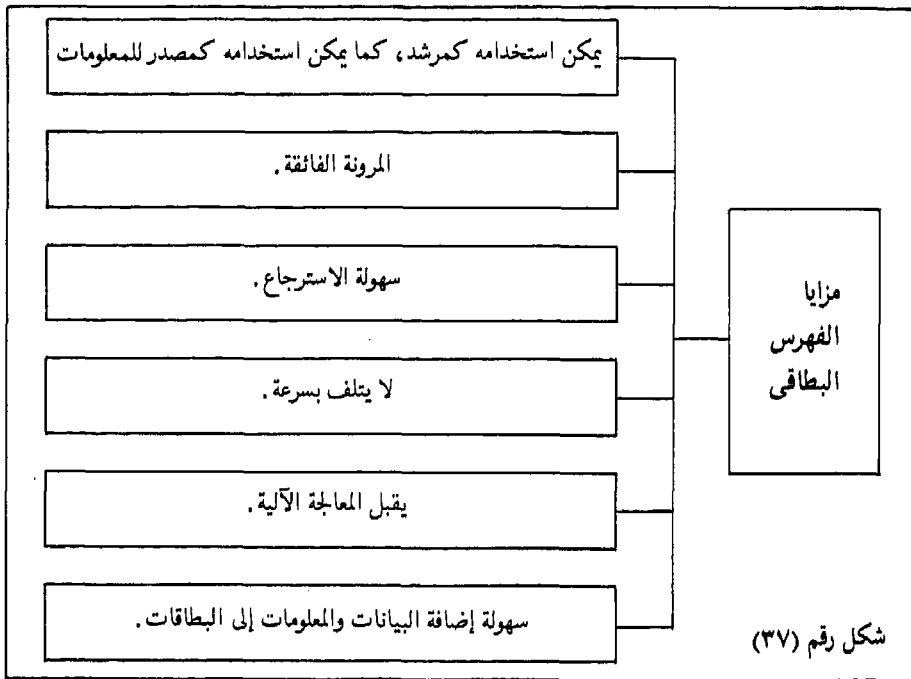 يمكن استخدامه كمرشد، كما يمكن استخدامه كمصدر للمعلومات
المرونة الفائقة.
سهولة الاسترجاع.
لا يتلف بسرعة.
يقبل المعالجة الآلية.
سهولة إضافة البيانات والمعلومات إلى البطاقات.
مزايا
الفهرس
البطاقى
شكل رقم (٣٧)